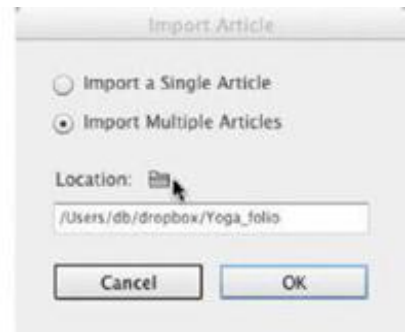 Import Article
Import a Single Article
Import Multiple Articles
Location:
/Users/db/dropbox/Yoga_folio
Cancel OK